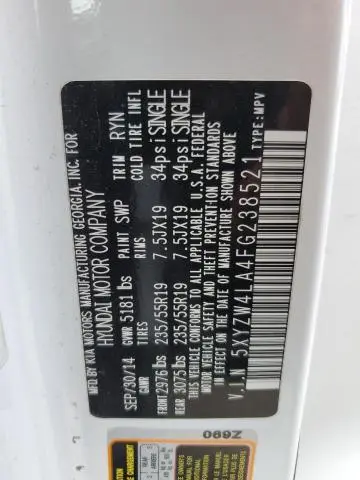 MFD. BY KIA MOTORS MANUFACTURING GEORGIA, INC. FOR
HYUNDAI MOTOR COMPANY
SEP/30/14 GVWR 5181 lbs PAINT SWP TRIM RYN
GAWR TIRES RIMS COLD TIRE INFL
FRONT 2976 lbs 235/55R19 7.5JX19 34psi SINGLE
REAR 3075 lbs 235/55R19 7.5JX19 34psi SINGLE
THIS VEHICLE CONFORMS TO ALL APPLICABLE U.S.A. FEDERAL
MOTOR VEHICLE SAFETY, BUMPER, AND THEFT PREVENTION STANDARDS
IN EFFECT ON THE DATE OF MANUFACTURE SHOWN ABOVE.
V.I.N 5XYZW4LA4FG238521 TYPE:MPV
Z690